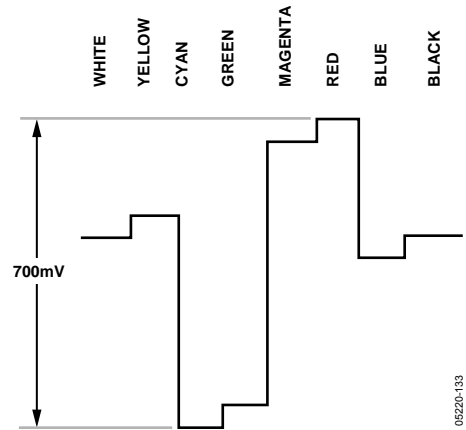 WHITE
YELLOW
CYAN
GREEN
MAGENTA
RED
BLUE
BLACK
700mV
05220-133